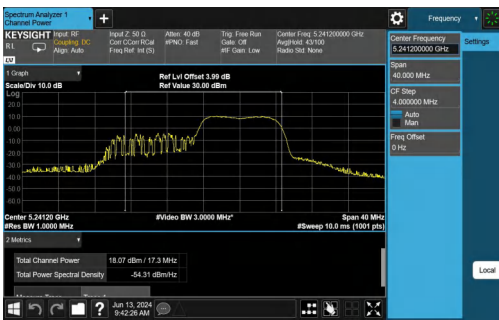 Spectrum Analyzer 1
Channel Power
+
Frequency
KEYSIGHT
RL
Input: RF
Coupling: DC
Align: Auto
Input Z: 50 Ω
Corr CCorr RCal
Freq Ref: Int (S)
Atten: 40 dB
#PNO: Fast
Trig: Free Run
Gate: Off
#IF Gain: Low
Center Freq: 5.241200000 GHz
Avg|Hold: 43/100
Radio Std: None
1 Graph
Scale/Div 10.0 dB
Ref Lvl Offset 3.99 dB
Ref Value 30.00 dBm
Log
20.0
10.0
0.00
-10.0
-20.0
-30.0
-40.0
-50.0
-60.0
Center 5.24120 GHz
#Res BW 1.0000 MHz
#Video BW 3.0000 MHz*
Span 40 MHz
#Sweep 10.0 ms (1001 pts)
2 Metrics
Total Channel Power
18.07 dBm / 17.3 MHz
Total Power Spectral Density
-54.31 dBm/Hz
Center Frequency
5.241200000 GHz
Span
40.000 MHz
CF Step
4.000000 MHz
Auto
Man
Freq Offset
0 Hz
Settings
Local
?
Jun 13, 2024
9:42:26 AM